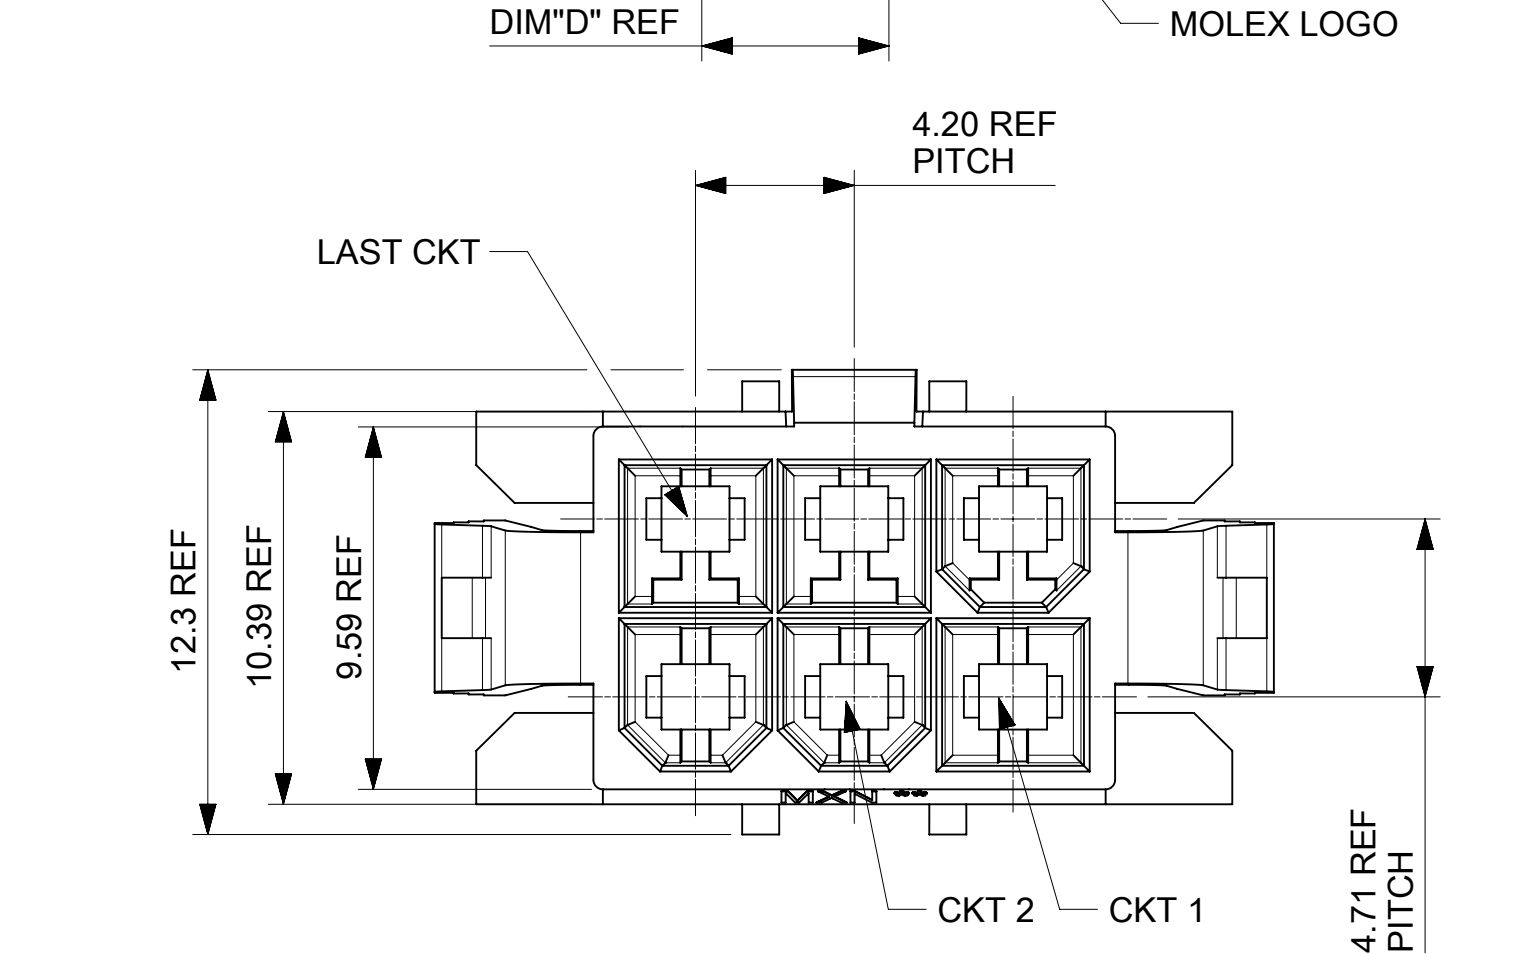 DIM"D" REF
MOLEX LOGO
4.20 REF
PITCH
LAST CKT
12.3 REF
10.39 REF
9.59 REF
MXN **
CKT 2
CKT 1
4.71 REF
PITCH